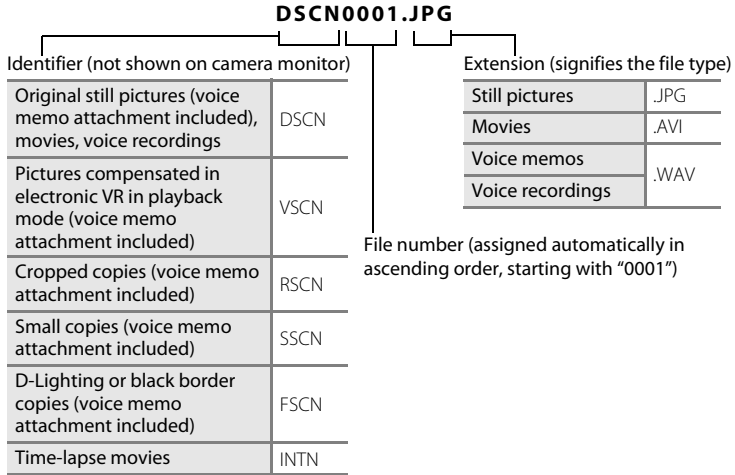 DSCN0001.JPG
Identifier (not shown on camera monitor)
Original still pictures (voice
memo attachment included),
movies, voice recordings
DSCN
Pictures compensated in
electronic VR in playback
mode (voice memo
attachment included)
VSCN
Cropped copies (voice memo
attachment included)
RSCN
Small copies (voice memo
attachment included)
SSCN
D-Lighting or black border
copies (voice memo
attachment included)
FSCN
Time-lapse movies
INTN
Extension (signifies the file type)
Still pictures
.JPG
Movies
.AVI
Voice memos
Voice recordings
.WAV
File number (assigned automatically in
ascending order, starting with “0001”)